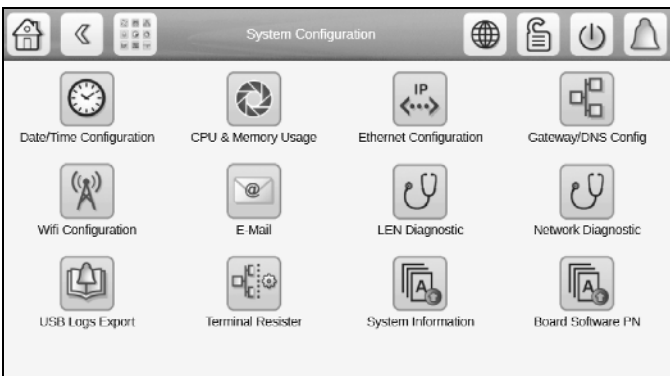 System Configuration
IP
Date/Time Configuration CPU & Memory Usage Ethernet Configuration Gateway/DNS Config
@
Wifi Configuration E-Mail LEN Diagnostic Network Diagnostic
A A
USB Logs Export Terminal Resister System Information Board Software PN